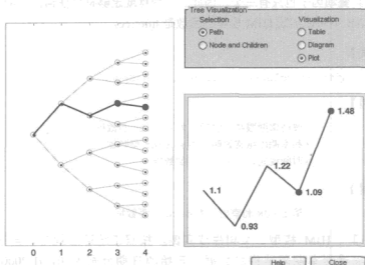 Tree Visualization
Selection
Visualization
Path
Table
Node and Children
Diagram
Plot
1.48
1.22
1.1
1.09
0.93
0 1 2 3 4
Help
Close